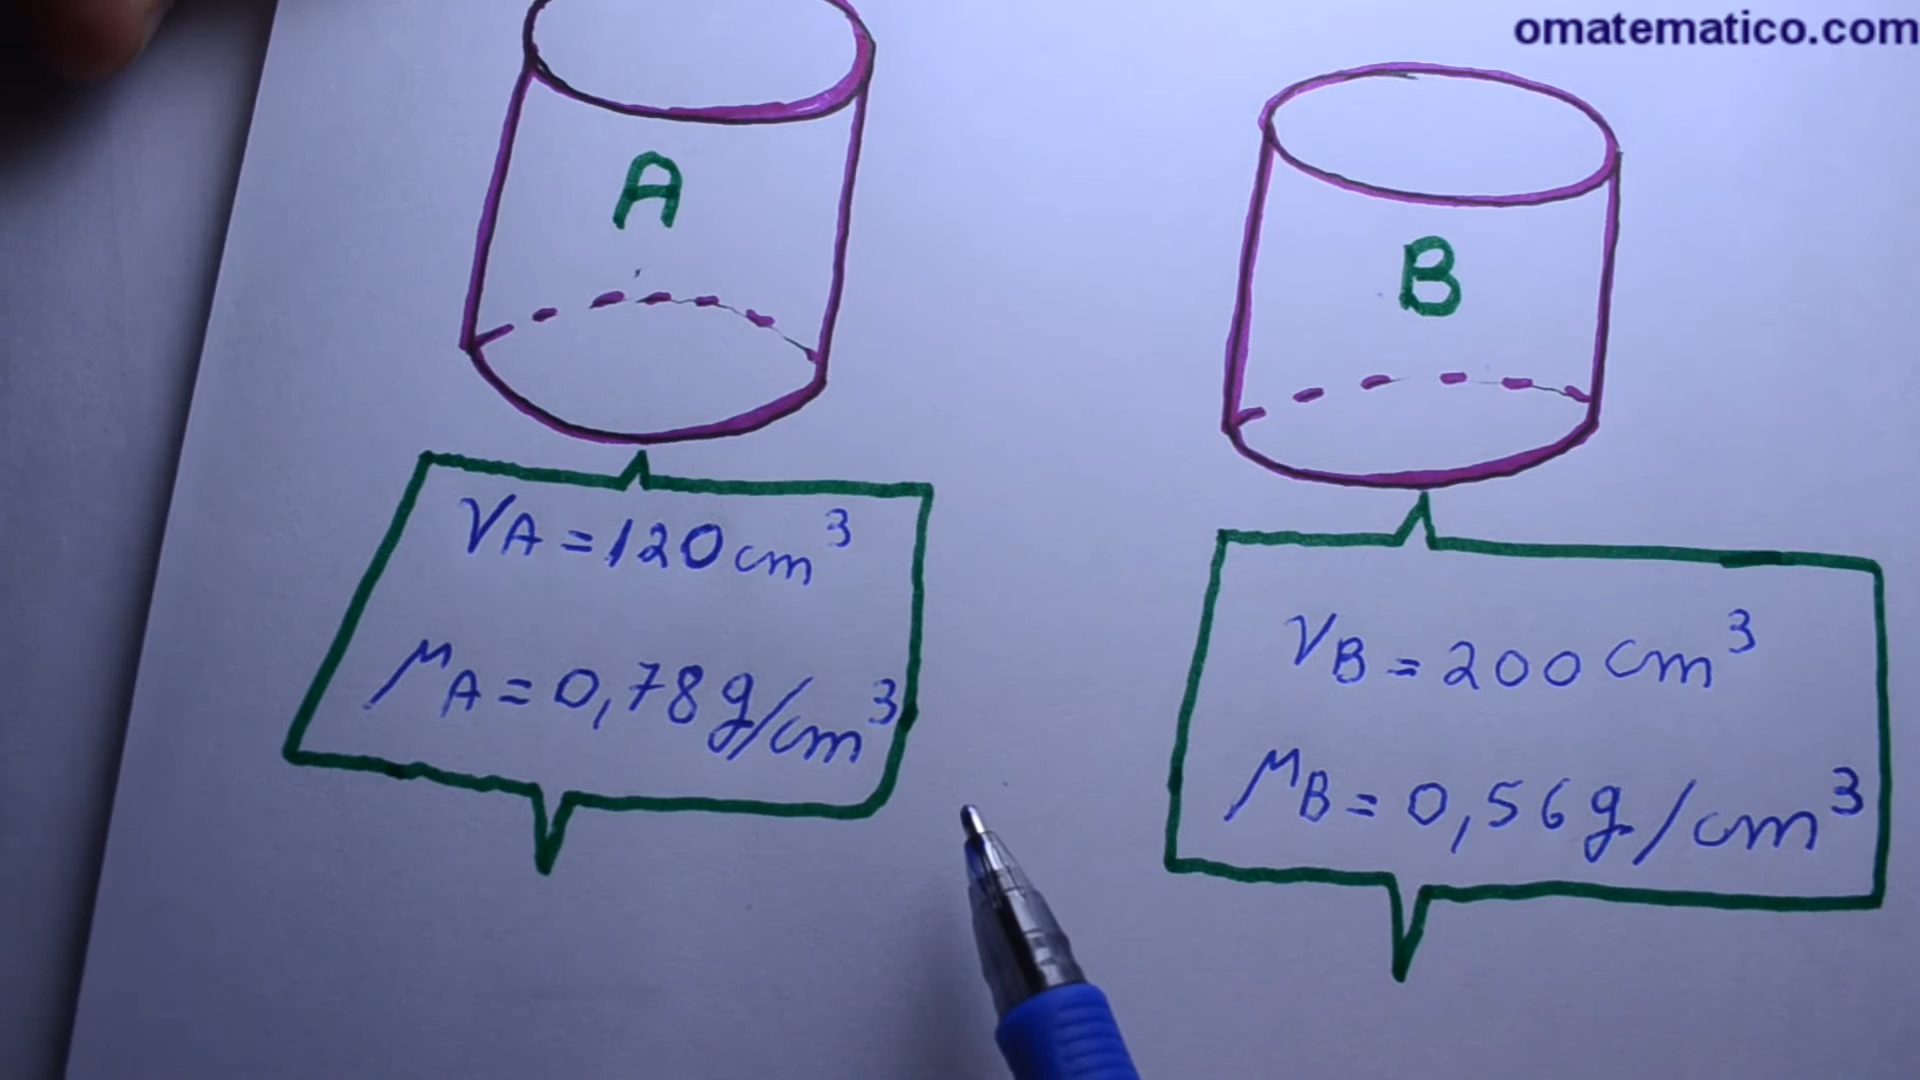 omatematico.com
A
B
VA = 120 cm³
μA = 0,78 g/cm³
VB = 200 cm³
μB = 0,56 g/cm³